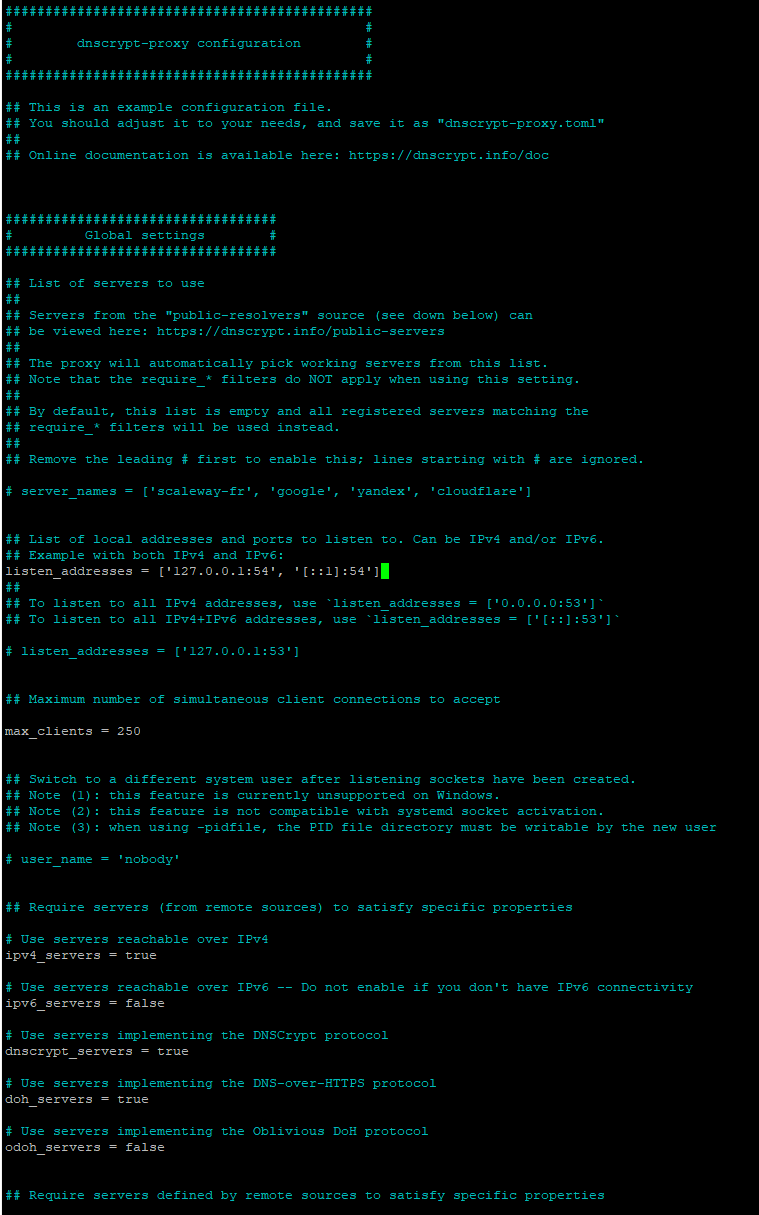 ###############################################
#                                             #
#        dnscrypt-proxy configuration         #
#                                             #
###############################################
## This is an example configuration file.
## You should adjust it to your needs, and save it as "dnscrypt-proxy.toml"
##
## Online documentation is available here: https://dnscrypt.info/doc
##################################
#         Global settings        #
##################################
## List of servers to use
##
## Servers from the "public-resolvers" source (see down below) can
## be viewed here: https://dnscrypt.info/public-servers
##
## The proxy will automatically pick working servers from this list.
## Note that the require_* filters do NOT apply when using this setting.
##
## By default, this list is empty and all registered servers matching the
## require_* filters will be used instead.
##
## Remove the leading # first to enable this; lines starting with # are ignored.
# server_names = ['scaleway-fr', 'google', 'yandex', 'cloudflare']
## List of local addresses and ports to listen to. Can be IPv4 and/or IPv6.
## Example with both IPv4 and IPv6:
listen_addresses = ['127.0.0.1:54', '[::1]:54']
##
## To listen to all IPv4 addresses, use `listen_addresses = ['0.0.0.0:53']`
## To listen to all IPv4+IPv6 addresses, use `listen_addresses = ['[::]:53']`
# listen_addresses = ['127.0.0.1:53']
## Maximum number of simultaneous client connections to accept
max_clients = 250
## Switch to a different system user after listening sockets have been created.
## Note (1): this feature is currently unsupported on Windows.
## Note (2): this feature is not compatible with systemd socket activation.
## Note (3): when using -pidfile, the PID file directory must be writable by the new user
# user_name = 'nobody'
## Require servers (from remote sources) to satisfy specific properties
# Use servers reachable over IPv4
ipv4_servers = true
# Use servers reachable over IPv6 -- Do not enable if you don't have IPv6 connectivity
ipv6_servers = false
# Use servers implementing the DNSCrypt protocol
dnscrypt_servers = true
# Use servers implementing the DNS-over-HTTPS protocol
doh_servers = true
# Use servers implementing the Oblivious DoH protocol
odoh_servers = false
## Require servers defined by remote sources to satisfy specific properties